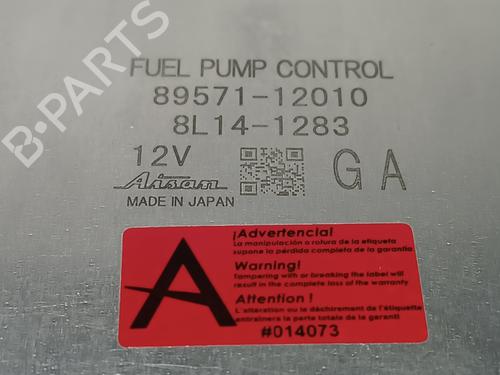 B-PARTS
FUEL PUMP CONTROL
89571-12010
8L14-1283
12V
Aisan
GA
MADE IN JAPAN
A
¡Advertencia!
La manipulación o rotura de la etiqueta
supone la pérdida completa de la garantía
Warning!
Tampering with or breaking the label will
result in the complete loss of the warranty
Attention !
L'alteration ou le déchirement de l'étiquette
entraînera la perte totale de la garanti
#014073